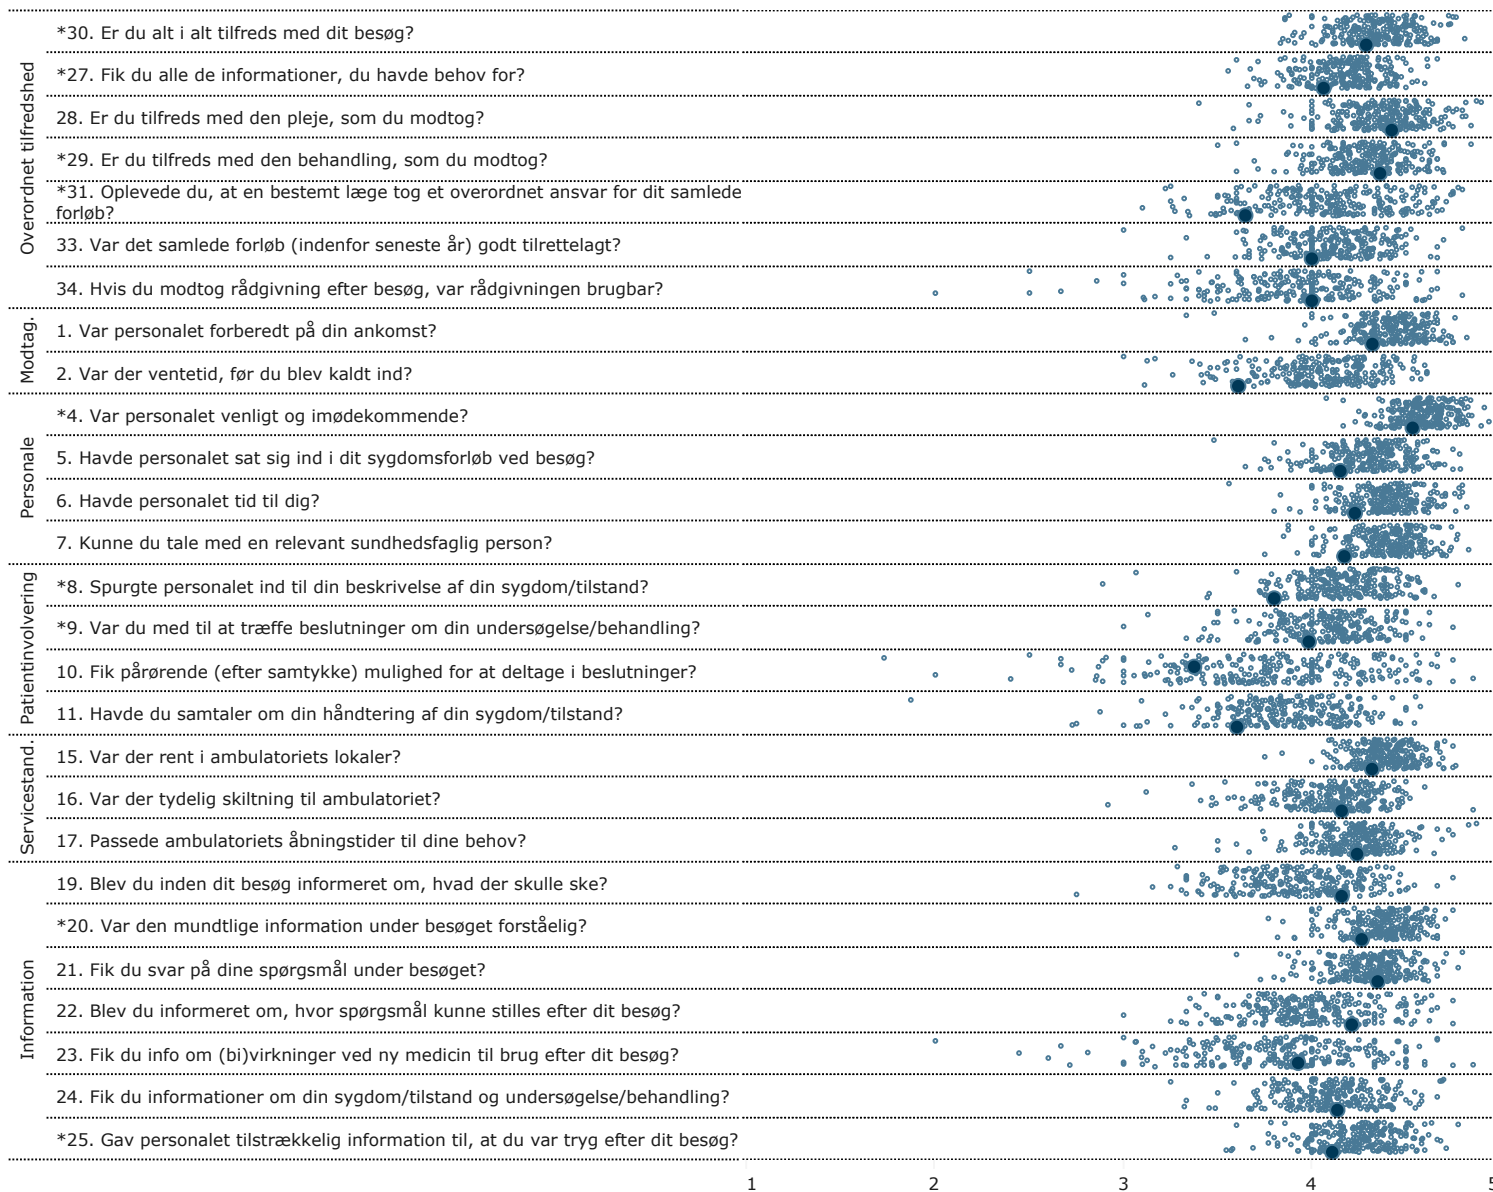 Overordnet tilfredshed
*30. Er du alt i alt tilfreds med dit besøg?
*27. Fik du alle de informationer, du havde behov for?
28. Er du tilfreds med den pleje, som du modtog?
*29. Er du tilfreds med den behandling, som du modtog?
*31. Oplevede du, at en bestemt læge tog et overordnet ansvar for dit samlede
forløb?
33. Var det samlede forløb (indenfor seneste år) godt tilrettelagt?
34. Hvis du modtog rådgivning efter besøg, var rådgivningen brugbar?
Modtag.
1. Var personalet forberedt på din ankomst?
2. Var der ventetid, før du blev kaldt ind?
Personale
*4. Var personalet venligt og imødekommende?
5. Havde personalet sat sig ind i dit sygdomsforløb ved besøg?
6. Havde personalet tid til dig?
7. Kunne du tale med en relevant sundhedsfaglig person?
Patientinvolvering
*8. Spurgte personalet ind til din beskrivelse af din sygdom/tilstand?
*9. Var du med til at træffe beslutninger om din undersøgelse/behandling?
10. Fik pårørende (efter samtykke) mulighed for at deltage i beslutninger?
11. Havde du samtaler om din håndtering af din sygdom/tilstand?
Servicestand.
15. Var der rent i ambulatoriets lokaler?
16. Var der tydelig skiltning til ambulatoriet?
17. Passede ambulatoriets åbningstider til dine behov?
Information
19. Blev du inden dit besøg informeret om, hvad der skulle ske?
*20. Var den mundtlige information under besøget forståelig?
21. Fik du svar på dine spørgsmål under besøget?
22. Blev du informeret om, hvor spørgsmål kunne stilles efter dit besøg?
23. Fik du info om (bi)virkninger ved ny medicin til brug efter dit besøg?
24. Fik du informationer om din sygdom/tilstand og undersøgelse/behandling?
*25. Gav personalet tilstrækkelig information til, at du var tryg efter dit besøg?
1 2 3 4 5